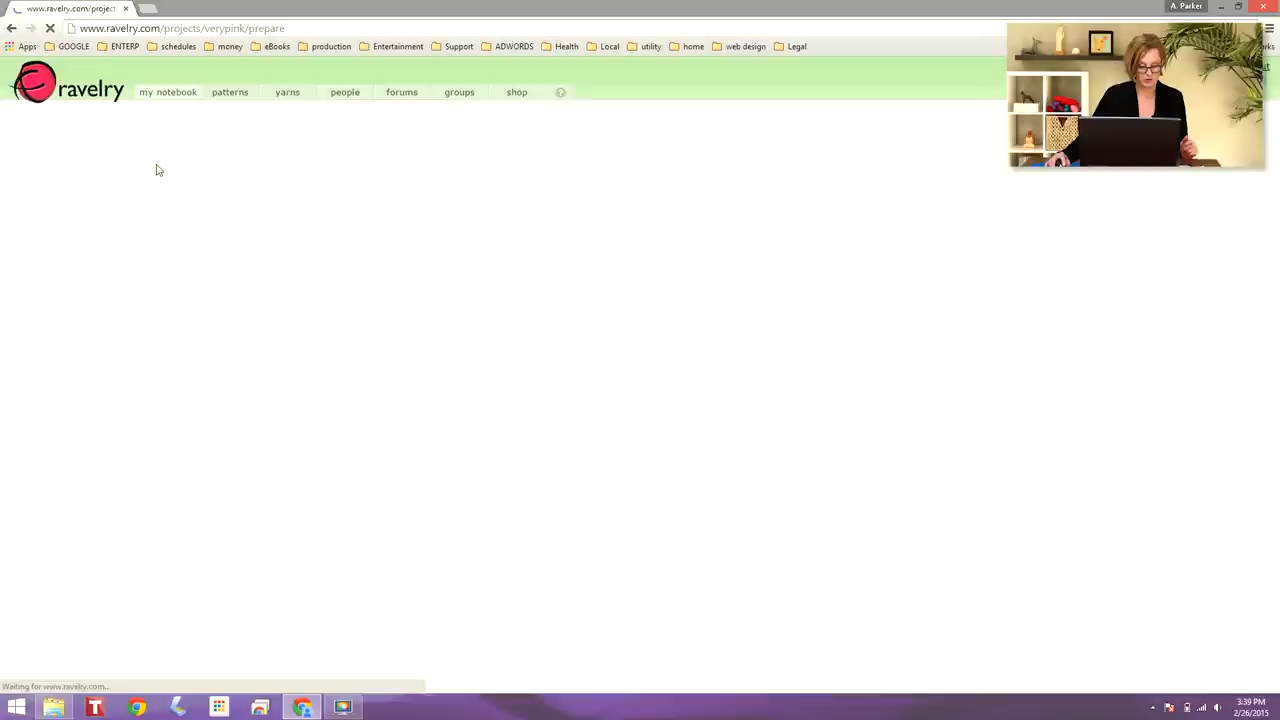 www.ravelry.com/project
A. Parker
www.ravelry.com/projects/verypink/prepare
Apps GOOGLE ENTERP schedules money eBooks production Entertainment Support ADWORDS Health Local utility home web design Legal
ravelry my notebook patterns yarns people forums groups shop ?
Waiting for www.ravelry.com...
3:39 PM
2/26/2015